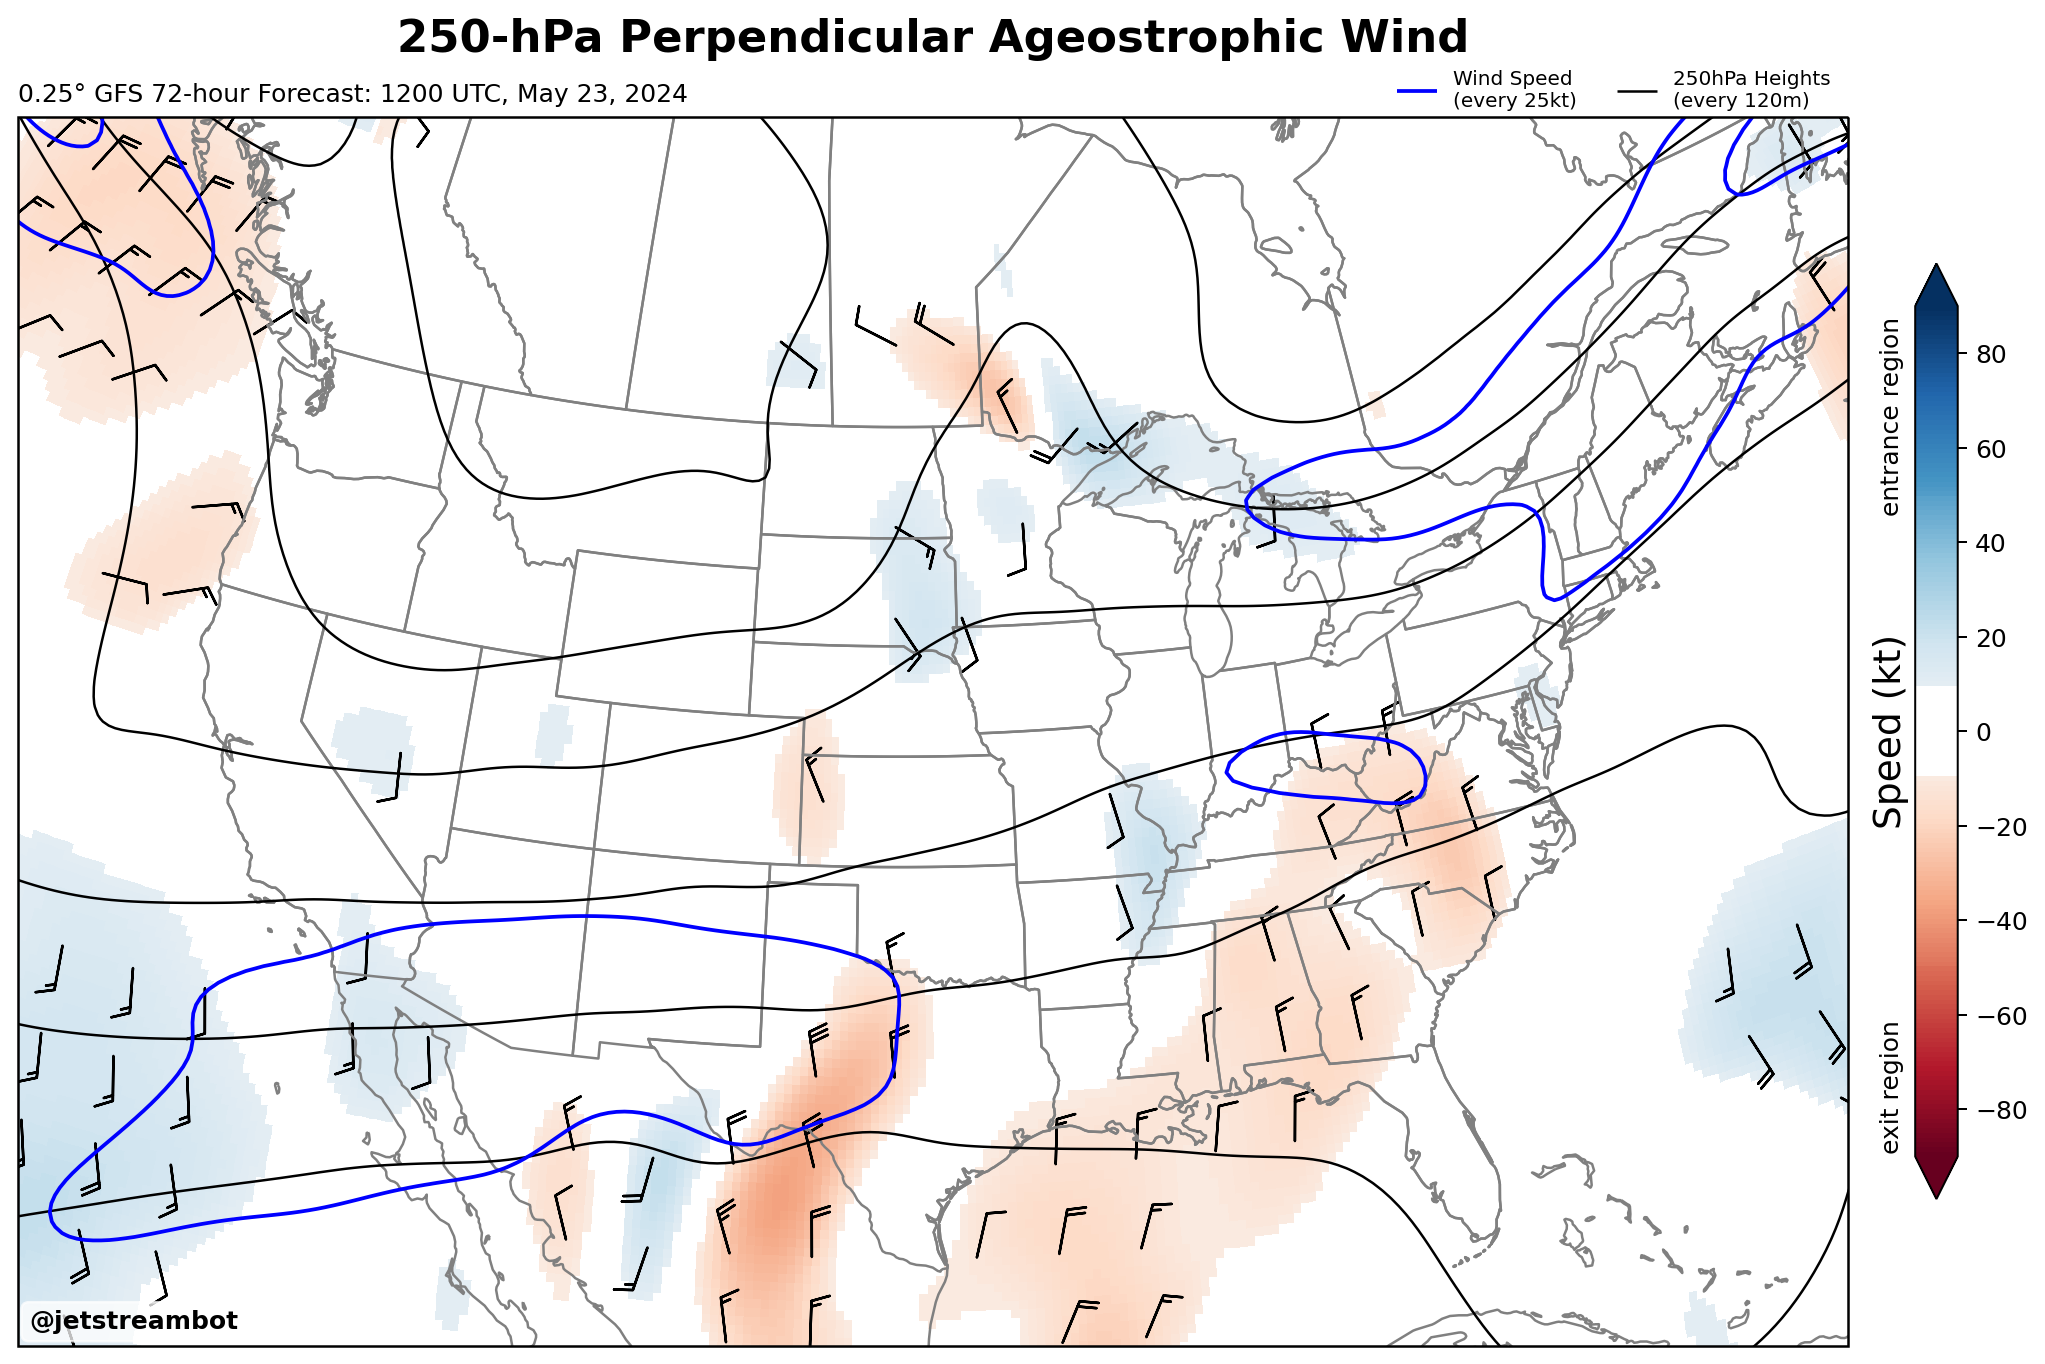 250-hPa Perpendicular Ageostrophic Wind
0.25° GFS 72-hour Forecast: 1200 UTC, May 23, 2024
Wind Speed
(every 25kt)
250hPa Heights
(every 120m)
entrance region
Speed (kt)
exit region
80
60
40
20
0
−20
−40
−60
−80
@jetstreambot